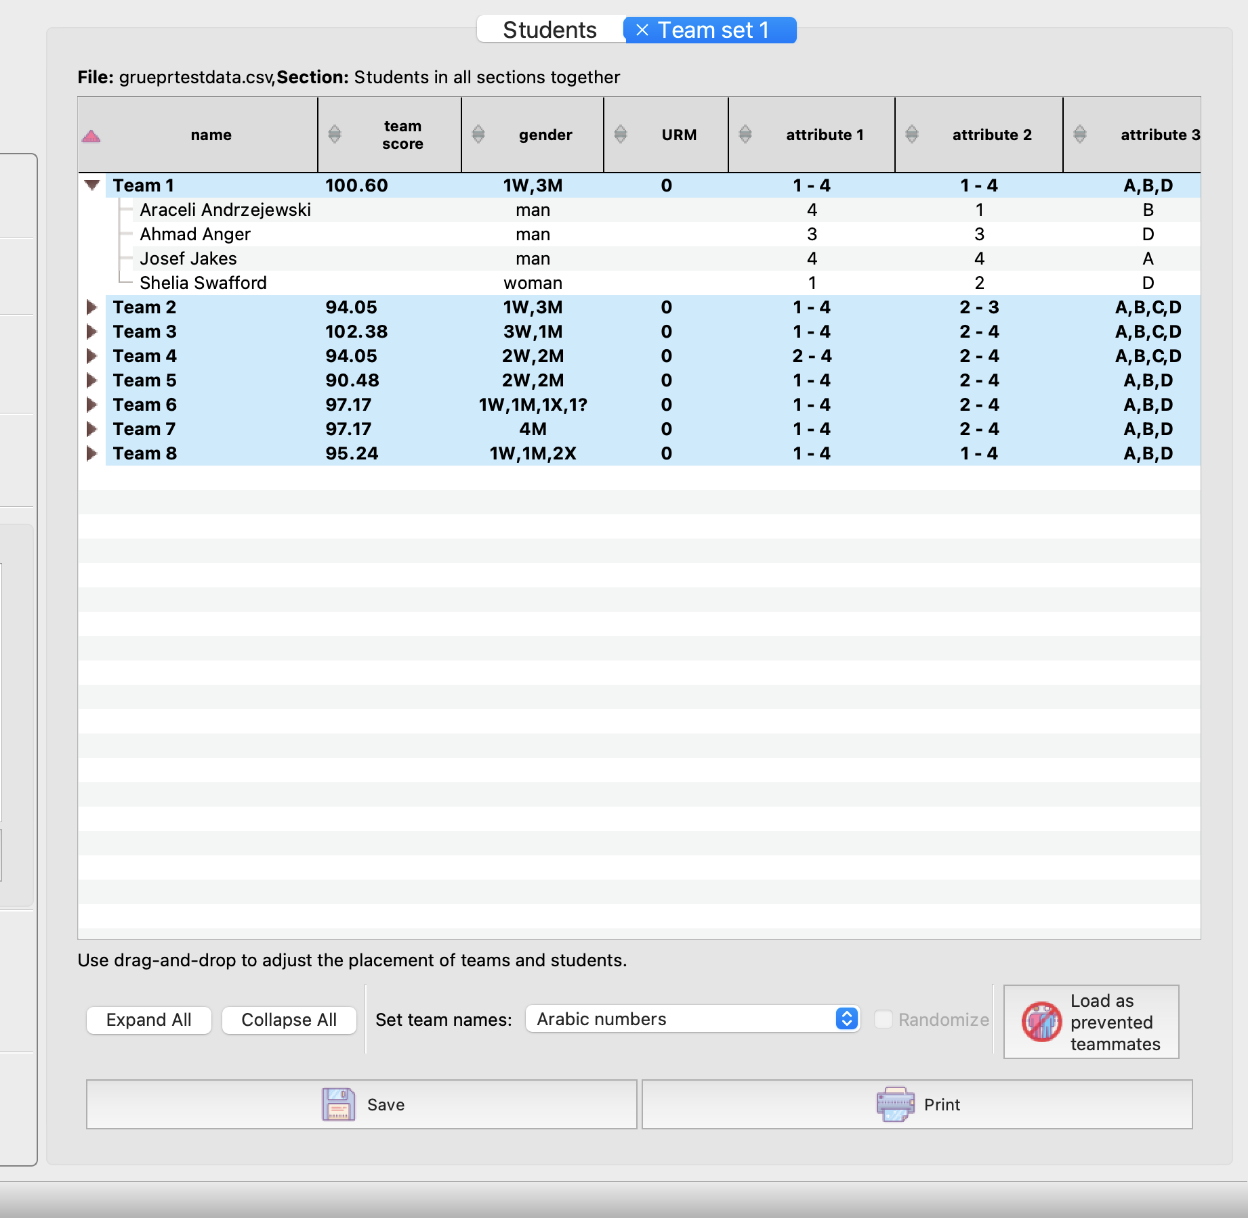 Students × Team set 1
File: grueprtestdata.csv,Section: Students in all sections together
name team score gender URM attribute 1 attribute 2 attribute 3
Team 1 100.60 1W,3M 0 1 - 4 1 - 4 A,B,D
Araceli Andrzejewski man 4 1 B
Ahmad Anger man 3 3 D
Josef Jakes man 4 4 A
Shelia Swafford woman 1 2 D
Team 2 94.05 1W,3M 0 1 - 4 2 - 3 A,B,C,D
Team 3 102.38 3W,1M 0 1 - 4 2 - 4 A,B,C,D
Team 4 94.05 2W,2M 0 2 - 4 2 - 4 A,B,C,D
Team 5 90.48 2W,2M 0 1 - 4 2 - 4 A,B,D
Team 6 97.17 1W,1M,1X,1? 0 1 - 4 2 - 4 A,B,D
Team 7 97.17 4M 0 1 - 4 2 - 4 A,B,D
Team 8 95.24 1W,1M,2X 0 1 - 4 1 - 4 A,B,D
Use drag-and-drop to adjust the placement of teams and students.
Expand All Collapse All Set team names: Arabic numbers Randomize
Load as
prevented
teammates
Save Print